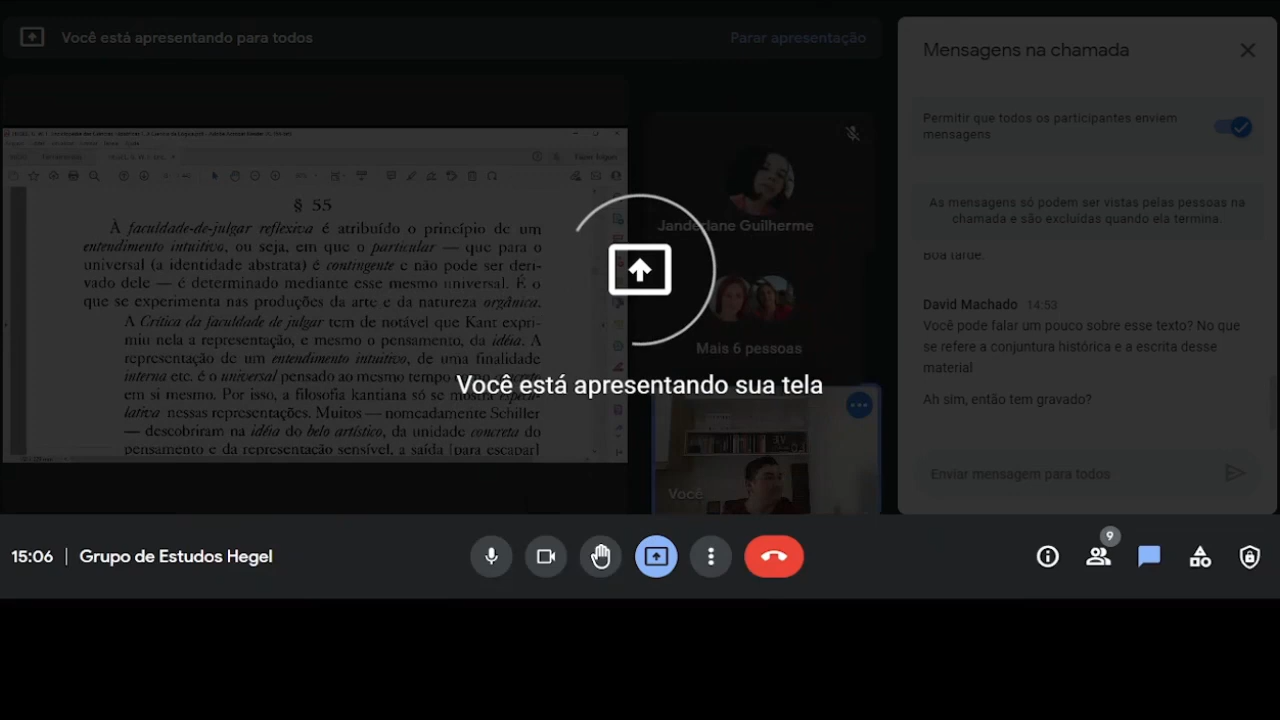 Você está apresentando para todos
Parar apresentação
Mensagens na chamada
Permitir que todos os participantes enviem
mensagens
As mensagens só podem ser vistas pelas pessoas na
chamada e são excluídas quando ela termina.
Boa tarde.
David Machado 14:53
Você pode falar um pouco sobre esse texto? No que
se refere a conjuntura histórica e a escrita desse
material
Ah sim, então tem gravado?
Enviar mensagem para todos
§ 55
À faculdade-de-julgar reflexiva é atribuído o princípio de um
entendimento intuitivo, ou seja, em que o particular — que para o
universal (a identidade abstrata) é contingente e não pode ser deri-
vado dele — é determinado mediante esse mesmo universal. É o
que se experimenta nas produções da arte e da natureza orgânica.
A Crítica da faculdade de julgar tem de notável que Kant expri-
miu nela a representação, e mesmo o pensamento, da idéia. A
representação de um entendimento intuitivo, de uma finalidade
interna etc. é o universal pensado ao mesmo tempo como concreto
em si mesmo. Por isso, a filosofia kantiana só se mostra especu-
lativa nessas representações. Muitos — nomeadamente Schiller
— descobriram na idéia do belo artístico, da unidade concreta do
pensamento e da representação sensível, a saída [para escapar]
Janderlane Guilherme
Mais 6 pessoas
Você
Você está apresentando sua tela
15:06 | Grupo de Estudos Hegel
9